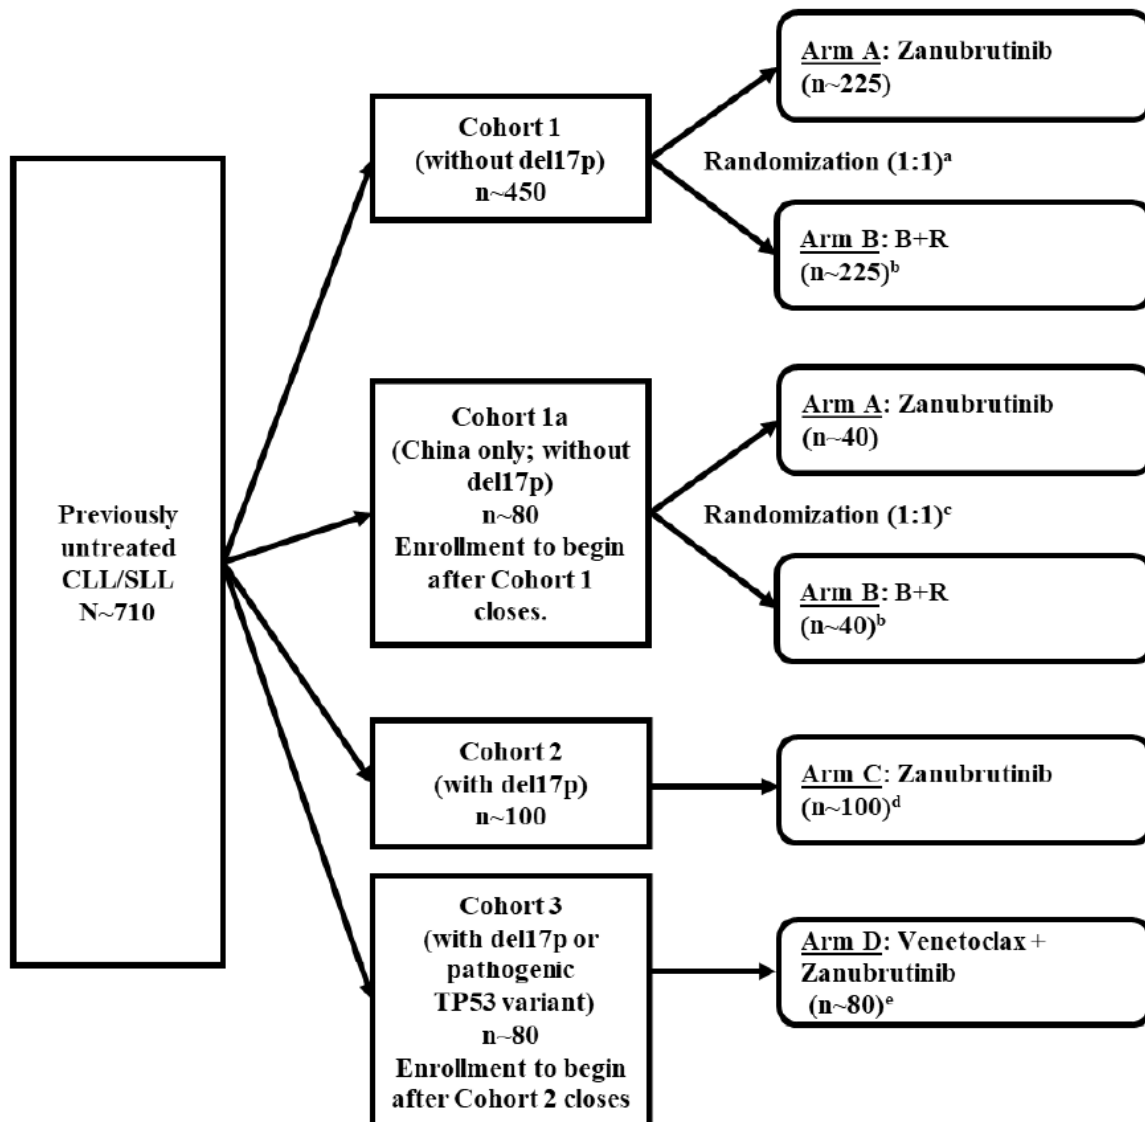 Previously
untreated
CLL/SLL
N~710
Cohort 1
(without del17p)
n~450
Arm A: Zanubrutinib
(n~225)
Randomization (1:1)ᵃ
Arm B: B+R
(n~225)ᵇ
Cohort 1a
(China only; without
del17p)
n~80
Enrollment to begin
after Cohort 1
closes.
Arm A: Zanubrutinib
(n~40)
Randomization (1:1)ᶜ
Arm B: B+R
(n~40)ᵇ
Cohort 2
(with del17p)
n~100
Arm C: Zanubrutinib
(n~100)ᵈ
Cohort 3
(with del17p or
pathogenic
TP53 variant)
n~80
Enrollment to begin
after Cohort 2 closes
Arm D: Venetoclax +
Zanubrutinib
(n~80)ᵉ